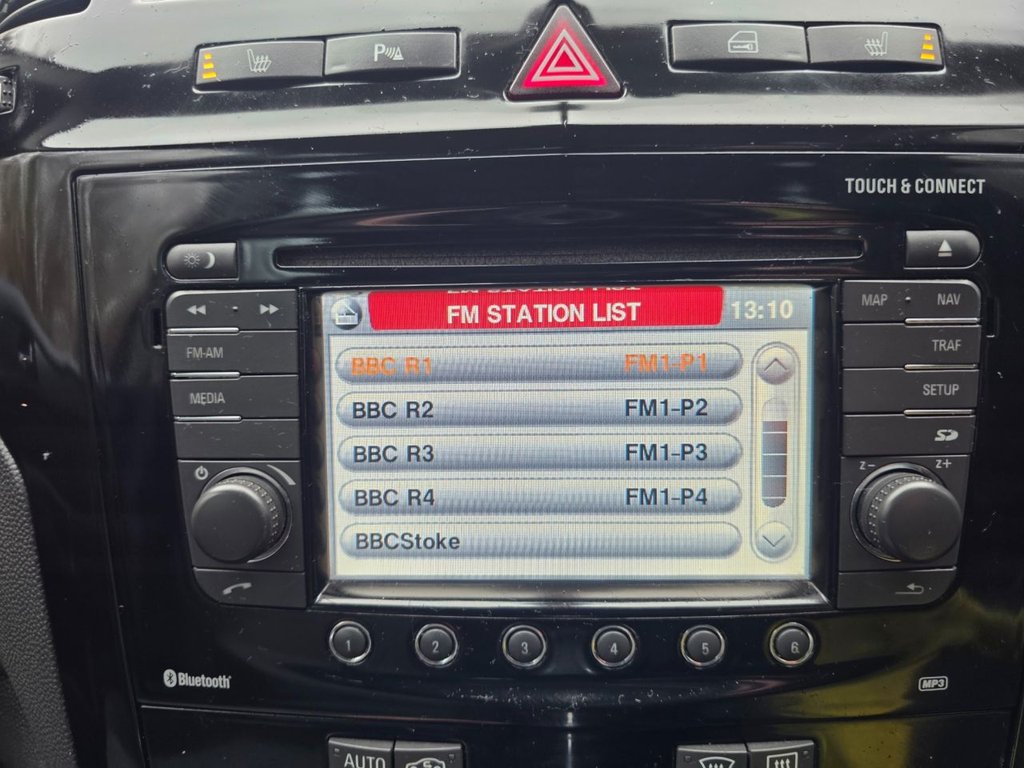 P
TOUCH & CONNECT
FM STATION LIST
13:10
MAP
NAV
FM-AM
TRAF
MEDIA
SETUP
BBC R1 FM1-P1
BBC R2 FM1-P2
BBC R3 FM1-P3
BBC R4 FM1-P4
BBCStoke
Z-
Z+
1
2
3
4
5
6
Bluetooth
MP3
AUTO